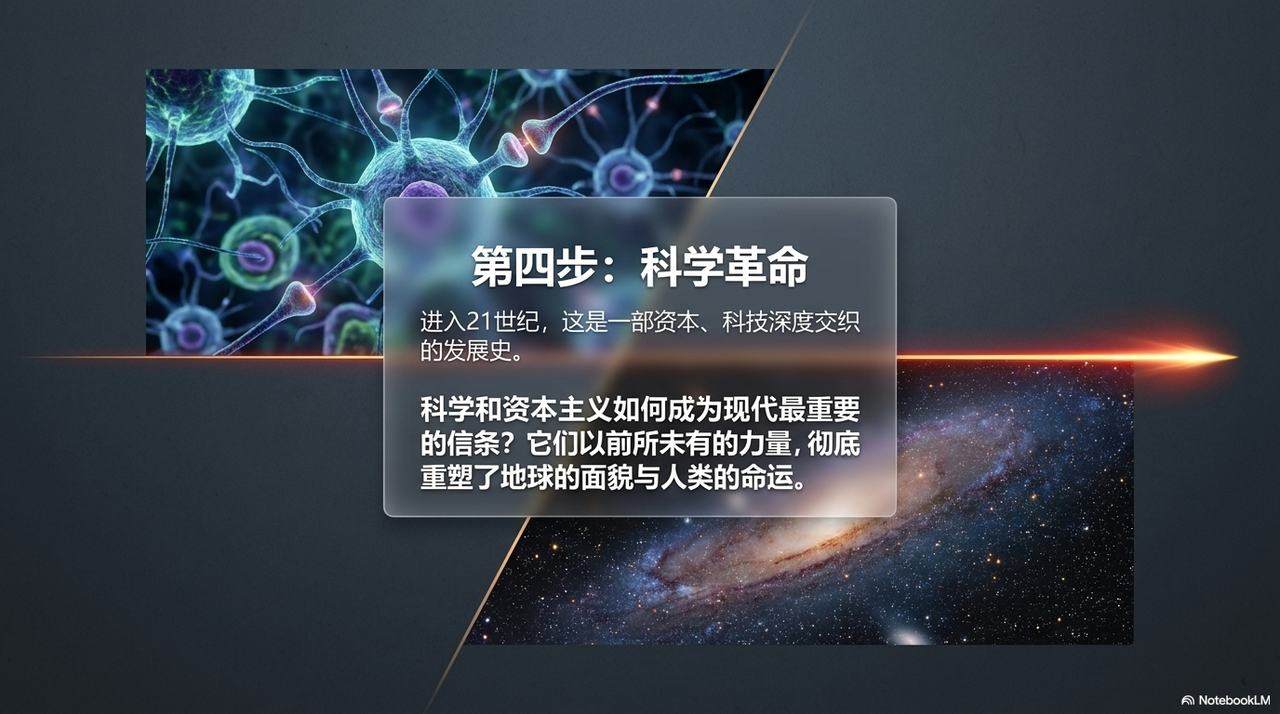 第四步：科学革命
进入21世纪，这是一部资本、科技深度交织
的发展史。
科学和资本主义如何成为现代最重要
的信条？它们以前所未有的力量，彻底
重塑了地球的面貌与人类的命运。
NotebookLM